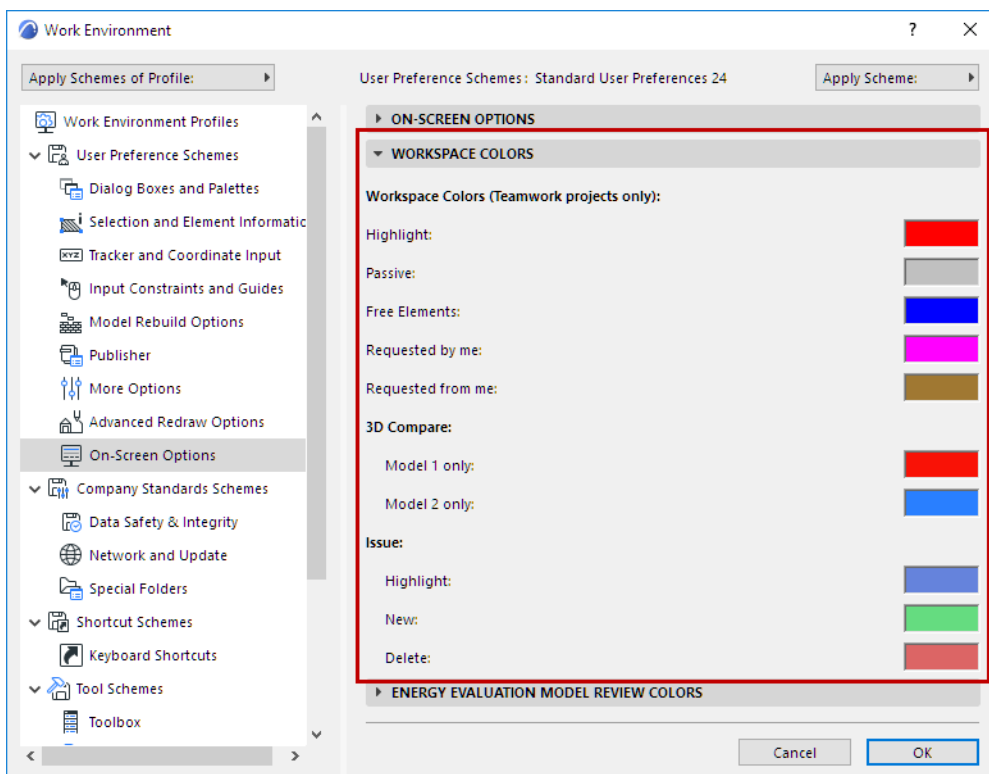 Work Environment
?
Apply Schemes of Profile:
User Preference Schemes: Standard User Preferences 24
Apply Scheme:
Work Environment Profiles
User Preference Schemes
Dialog Boxes and Palettes
Selection and Element Informatic
XYZ
Tracker and Coordinate Input
Input Constraints and Guides
Model Rebuild Options
Publisher
More Options
Advanced Redraw Options
On-Screen Options
Company Standards Schemes
Data Safety & Integrity
Network and Update
Special Folders
Shortcut Schemes
Keyboard Shortcuts
Tool Schemes
Toolbox
ON-SCREEN OPTIONS
WORKSPACE COLORS
Workspace Colors (Teamwork projects only):
Highlight:
Passive:
Free Elements:
Requested by me:
Requested from me:
3D Compare:
Model 1 only:
Model 2 only:
Issue:
Highlight:
New:
Delete:
ENERGY EVALUATION MODEL REVIEW COLORS
Cancel
OK